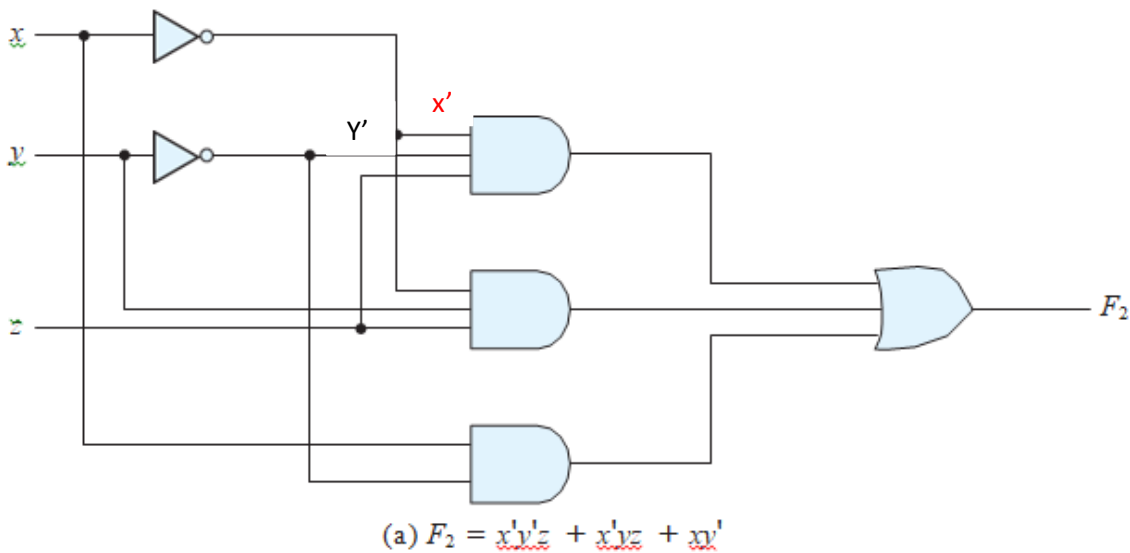 x
x’
Y’
y
z
F2
(a) F2 = x'y'z + x'yz + xy'